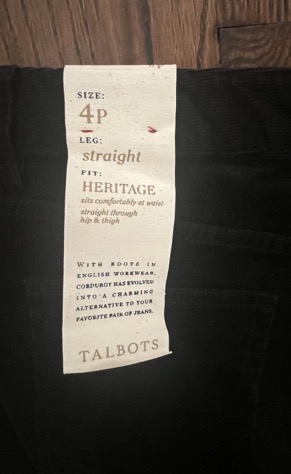 SIZE:
4P
LEG:
straight
FIT:
HERITAGE
sits comfortably at waist
straight through
hip & thigh
WITH ROOTS IN
ENGLISH WORKWEAR,
CORDUROY HAS EVOLVED
INTO A CHARMING
ALTERNATIVE TO YOUR
FAVORITE PAIR OF JEANS.
TALBOTS